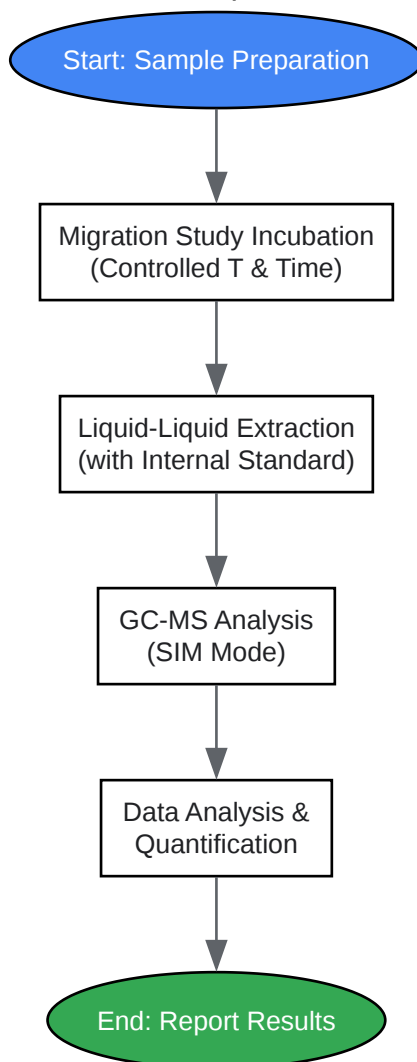 Start: Sample Preparation
Migration Study Incubation
(Controlled T & Time)
Liquid-Liquid Extraction
(with Internal Standard)
GC-MS Analysis
(SIM Mode)
Data Analysis &
Quantification
End: Report Results